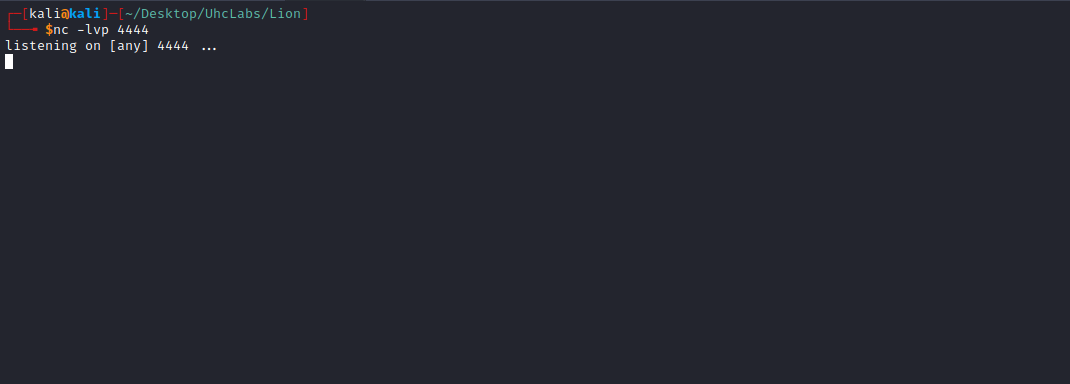 ┌─[kali@kali]─[~/Desktop/UhcLabs/Lion]
└──╼ $nc -lvp 4444
listening on [any] 4444 ...